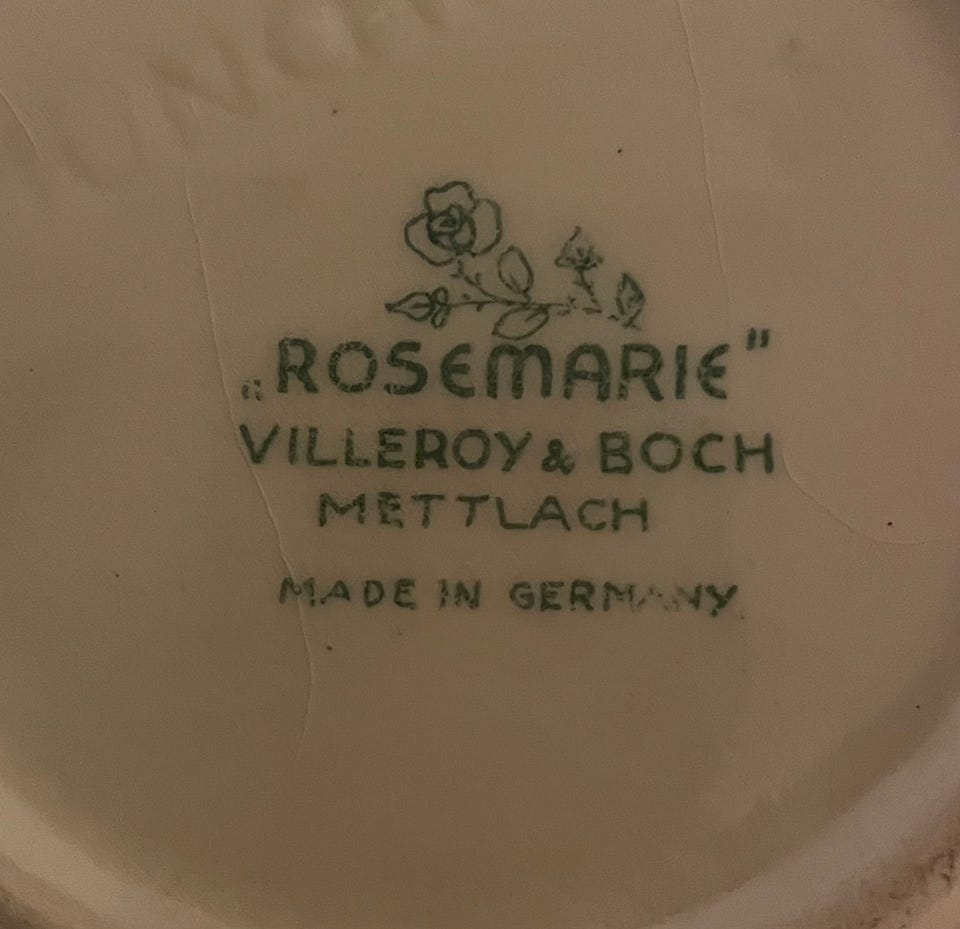 „ROSEMARIE"
VILLEROY & BOCH
METTLACH
MADE IN GERMANY